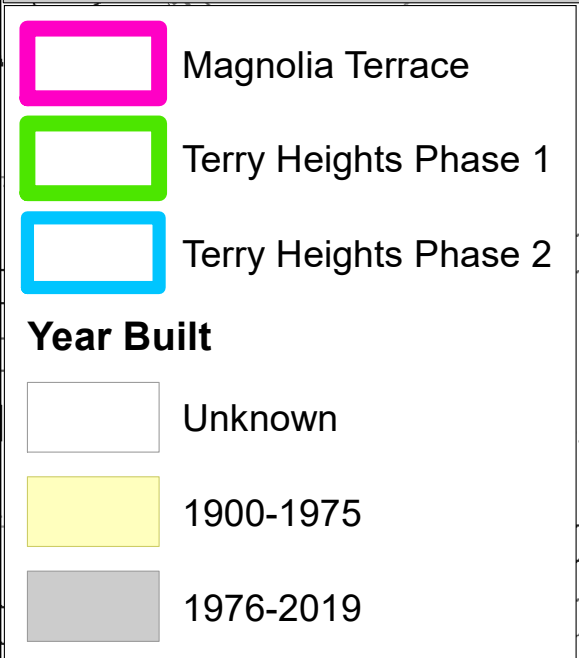 Magnolia Terrace
Terry Heights Phase 1
Terry Heights Phase 2
Year Built
Unknown
1900-1975
1976-2019